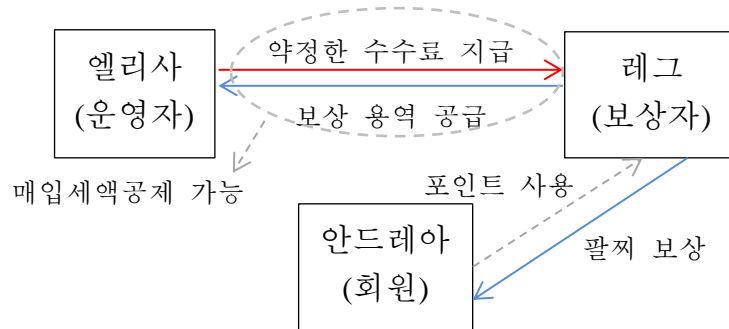 약정한 수수료 지급
엘리사
(운영자)
레그
(보상자)
보상 용역 공급
매입세액공제 가능
포인트 사용
안드레아
(회원)
팔찌 보상